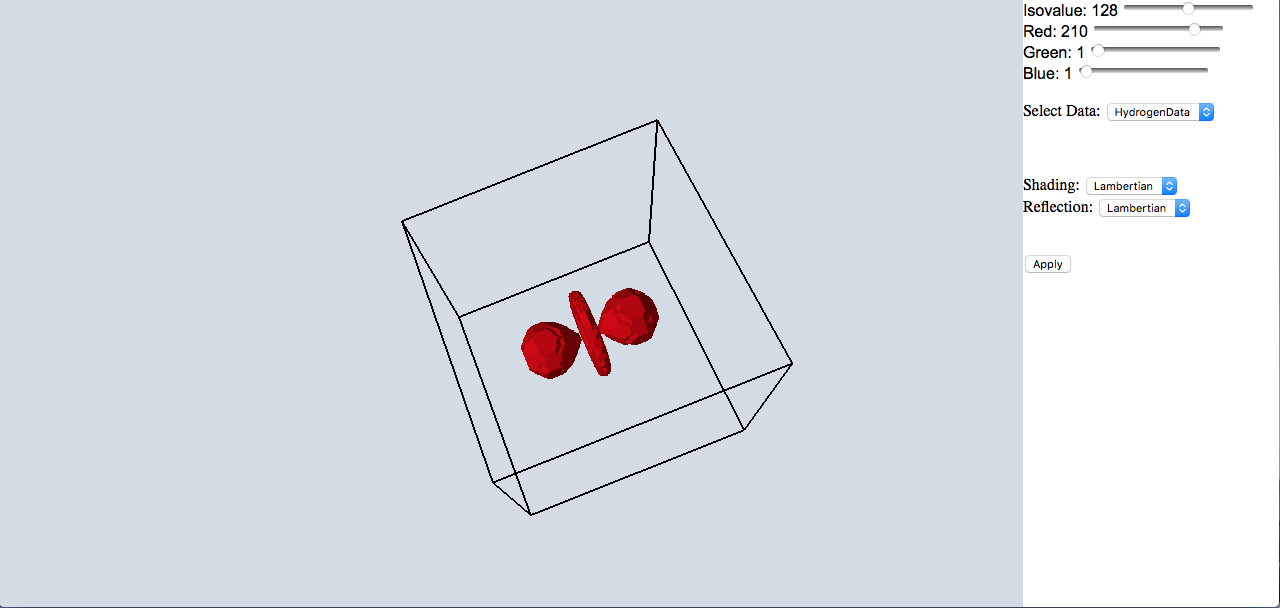 Isovalue: 128
Red: 210
Green: 1
Blue: 1
Select Data: HydrogenData
Shading: Lambertian
Reflection: Lambertian
Apply